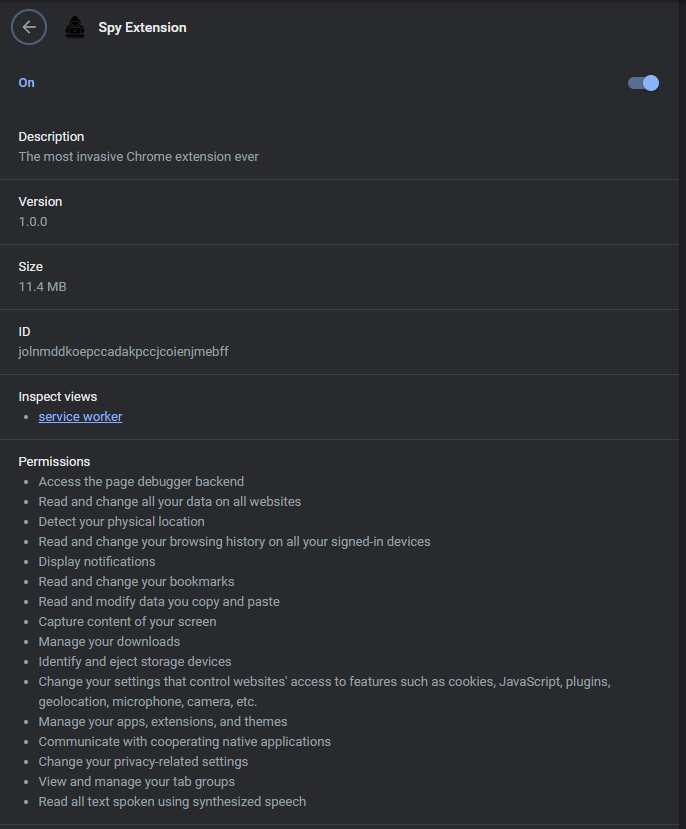 Spy Extension
On
Description
The most invasive Chrome extension ever
Version
1.0.0
Size
11.4 MB
ID
jolnmddkoepccadakpccjcoienjmebff
Inspect views
• service worker
Permissions
• Access the page debugger backend
• Read and change all your data on all websites
• Detect your physical location
• Read and change your browsing history on all your signed-in devices
• Display notifications
• Read and change your bookmarks
• Read and modify data you copy and paste
• Capture content of your screen
• Manage your downloads
• Identify and eject storage devices
• Change your settings that control websites' access to features such as cookies, JavaScript, plugins,
geolocation, microphone, camera, etc.
• Manage your apps, extensions, and themes
• Communicate with cooperating native applications
• Change your privacy-related settings
• View and manage your tab groups
• Read all text spoken using synthesized speech